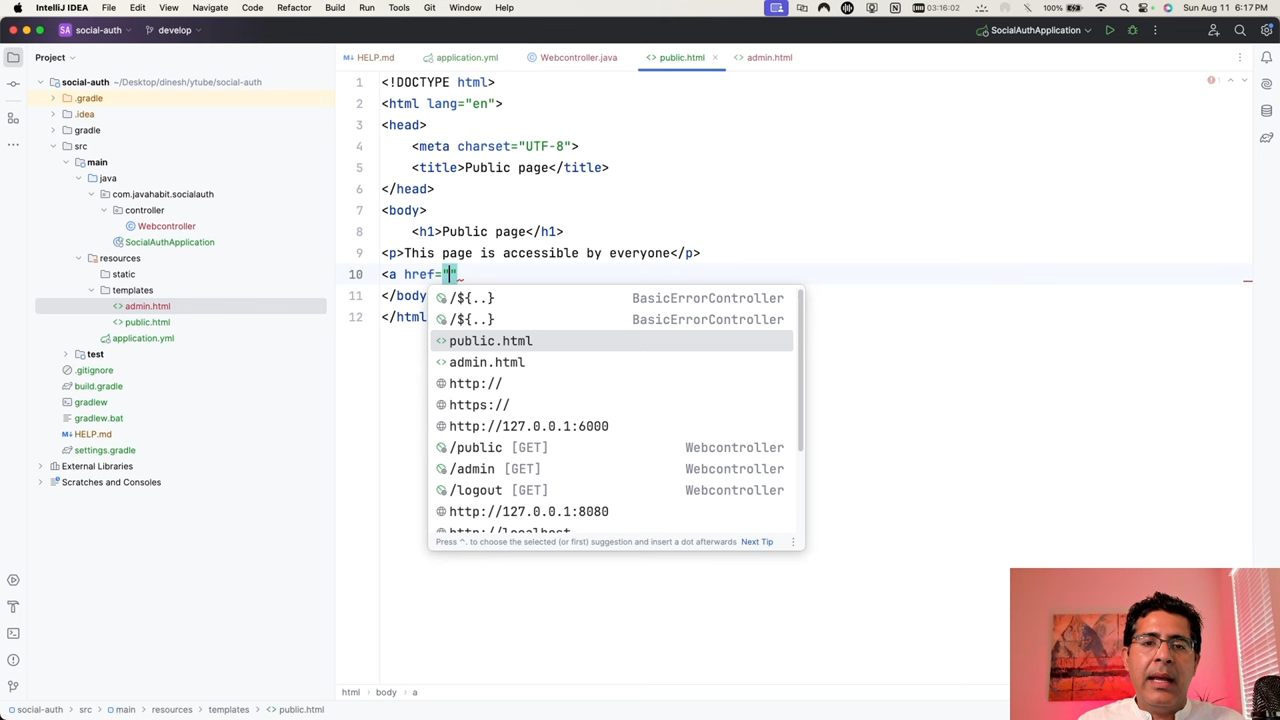 IntelliJ IDEA File Edit View Navigate Code Refactor Build Run Tools Git Window Help 03:16:02 100% Sun Aug 11 6:17 PM
SA social-auth develop SocialAuthApplication
Project
HELP.md application.yml Webcontroller.java public.html admin.html
social-auth ~/Desktop/dinesh/ytube/social-auth
.gradle
.idea
gradle
src
main
java
com.javahabit.socialauth
controller
Webcontroller
SocialAuthApplication
resources
static
templates
admin.html
public.html
application.yml
test
.gitignore
build.gradle
gradlew
gradlew.bat
HELP.md
settings.gradle
External Libraries
Scratches and Consoles
1 <!DOCTYPE html>
2 <html lang="en">
3 <head>
4 <meta charset="UTF-8">
5 <title>Public page</title>
6 </head>
7 <body>
8 <h1>Public page</h1>
9 <p>This page is accessible by everyone</p>
10 <a href=""
11 </body
12 </html
1
/${..} BasicErrorController
/${..} BasicErrorController
public.html
admin.html
http://
https://
http://127.0.0.1:6000
/public [GET] Webcontroller
/admin [GET] Webcontroller
/logout [GET] Webcontroller
http://127.0.0.1:8080
http://localhost
Press ^. to choose the selected (or first) suggestion and insert a dot afterwards Next Tip
html › body › a
social-auth › src › main › resources › templates › public.html